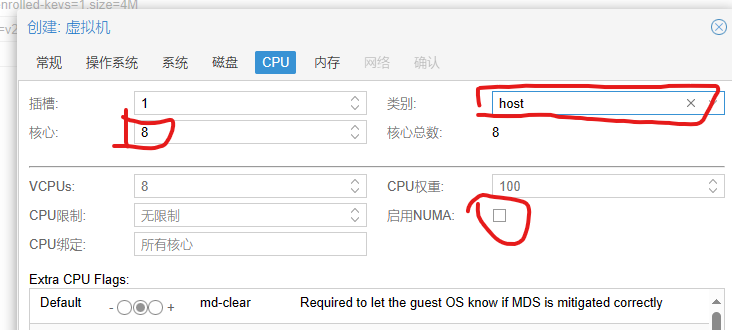 nrolled-keys=1,size=4M
=v2
创建: 虚拟机
常规 操作系统 系统 磁盘 CPU 内存 网络 确认
插槽: 1 类别: host
核心: 8 核心总数: 8
VCPUs: 8 CPU权重: 100
CPU限制: 无限制 启用NUMA:
CPU绑定: 所有核心
Extra CPU Flags:
Default - + md-clear Required to let the guest OS know if MDS is mitigated correctly